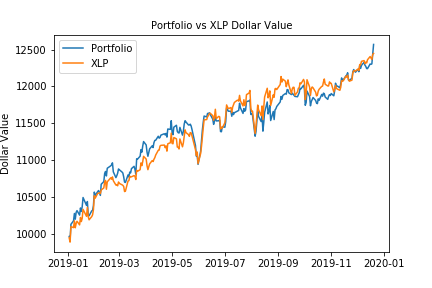 Portfolio vs XLP Dollar Value
Portfolio
XLP
Dollar Value
12500
12000
11500
11000
10500
10000
2019-01 2019-03 2019-05 2019-07 2019-09 2019-11 2020-01